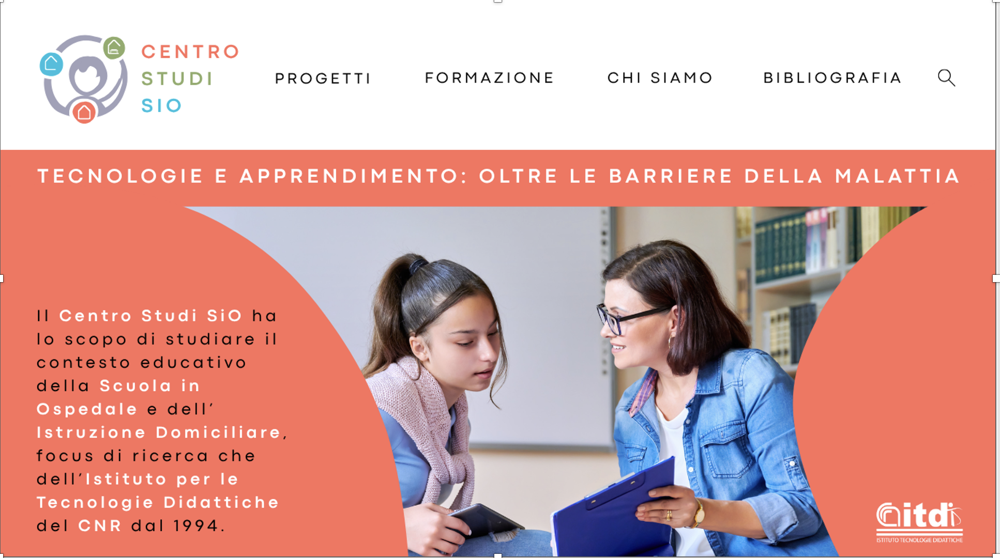 CENTRO
STUDI
SIO
PROGETTI
FORMAZIONE
CHI SIAMO
BIBLIOGRAFIA
TECNOLOGIE E APPRENDIMENTO: OLTRE LE BARRIERE DELLA MALATTIA
Il Centro Studi SiO ha
lo scopo di studiare il
contesto educativo
della Scuola in
Ospedale e dell’
Istruzione Domiciliare,
focus di ricerca che
dell’Istituto per le
Tecnologie Didattiche
del CNR dal 1994.
itd
ISTITUTO TECNOLOGIE DIDATTICHE